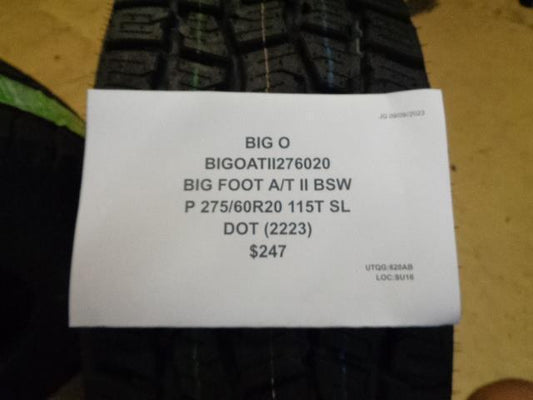 JG 09/09/2023
BIG O
BIGOATII276020
BIG FOOT A/T II BSW
P 275/60R20 115T SL
DOT (2223)
$247
UTQG:620AB
LOC:SU16